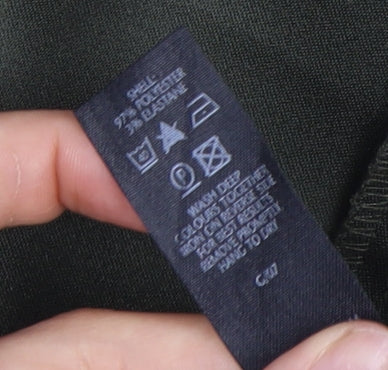 SHELL:
97% POLYESTER
3% ELASTANE
P
WASH DEEP
COLOURS TOGETHER
IRON ON REVERSE SIDE
FOR BEST RESULTS
REMOVE PROMPTLY
HANG TO DRY
C/07